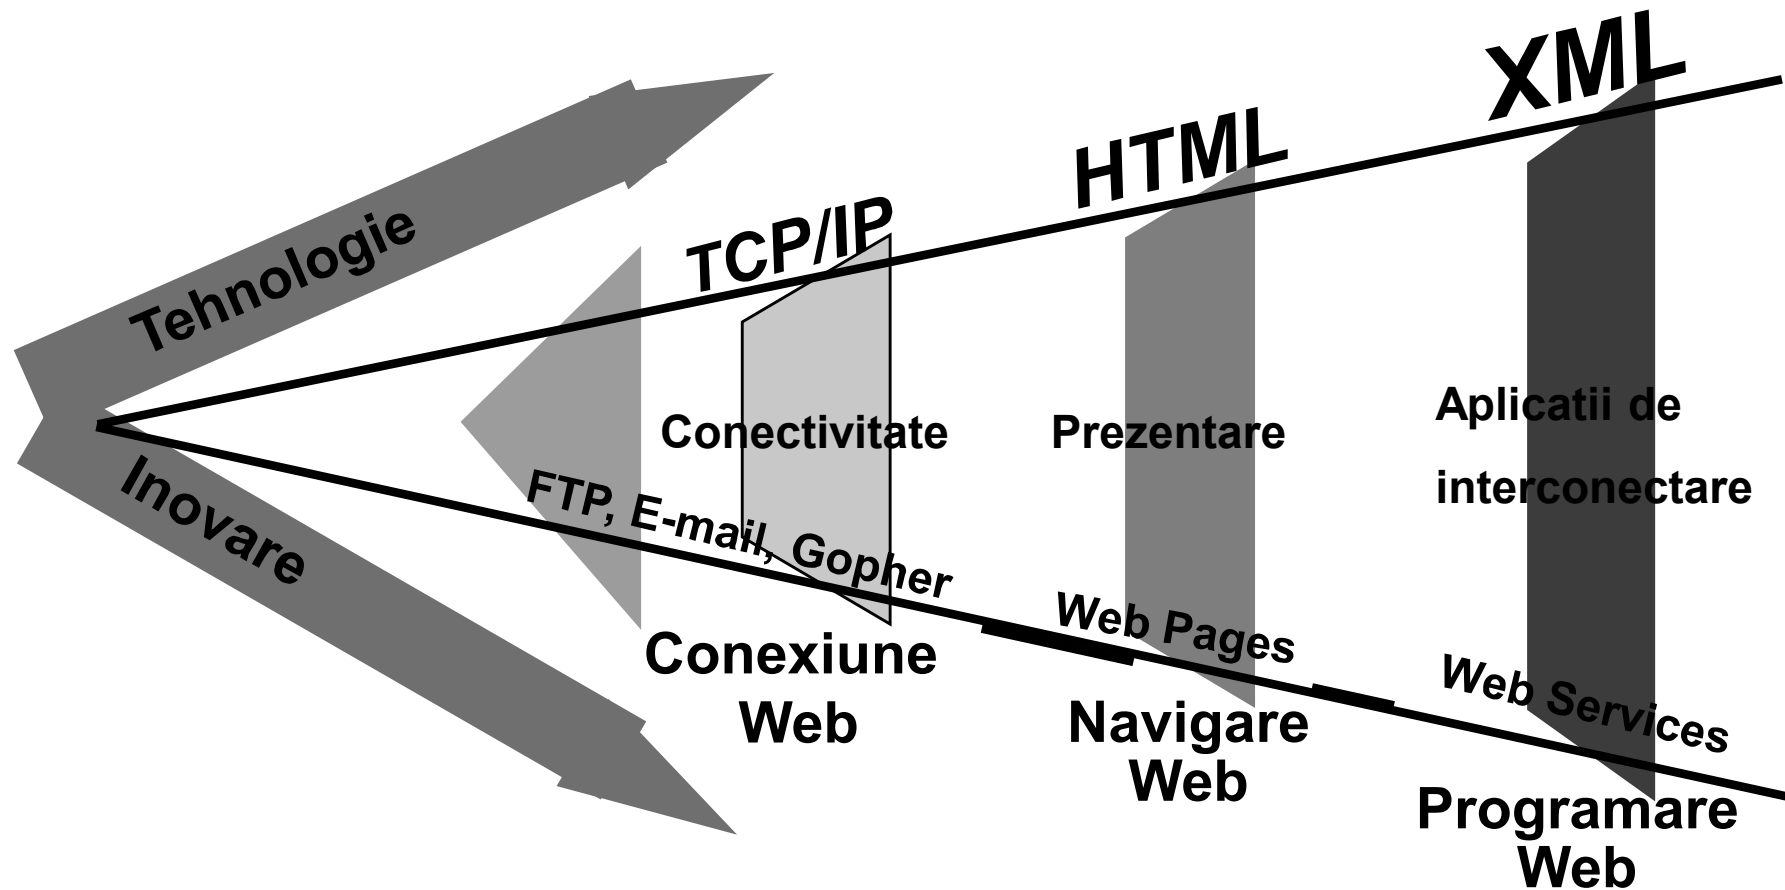 Tehnologie
Inovare
TCP/IP
HTML
XML
Conectivitate
Prezentare
Aplicatii de
interconectare
FTP, E-mail, Gopher
Web Pages
Web Services
Conexiune
Web
Navigare
Web
Programare
Web